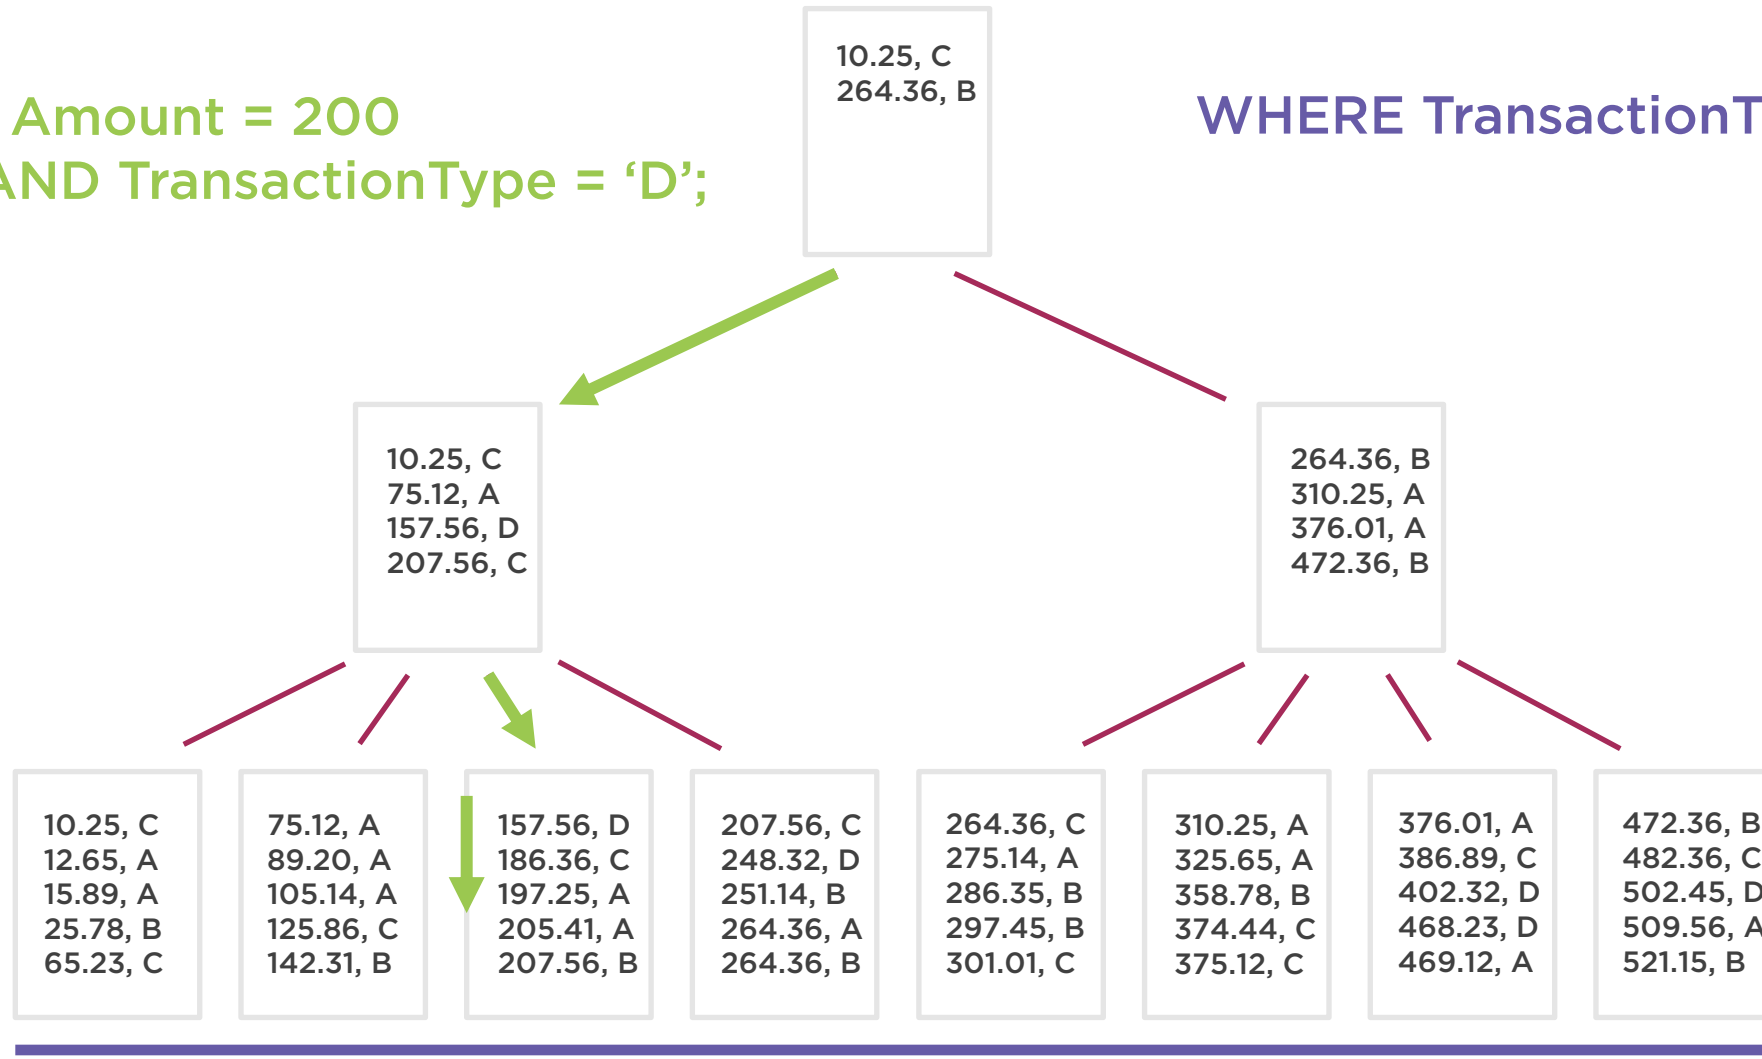 Amount = 200
AND TransactionType = ‘D’;
WHERE TransactionT
10.25, C
264.36, B
10.25, C
75.12, A
157.56, D
207.56, C
264.36, B
310.25, A
376.01, A
472.36, B
10.25, C
12.65, A
15.89, A
25.78, B
65.23, C
75.12, A
89.20, A
105.14, A
125.86, C
142.31, B
157.56, D
186.36, C
197.25, A
205.41, A
207.56, B
207.56, C
248.32, D
251.14, B
264.36, A
264.36, B
264.36, C
275.14, A
286.35, B
297.45, B
301.01, C
310.25, A
325.65, A
358.78, B
374.44, C
375.12, C
376.01, A
386.89, C
402.32, D
468.23, D
469.12, A
472.36, B
482.36, C
502.45, D
509.56, A
521.15, B